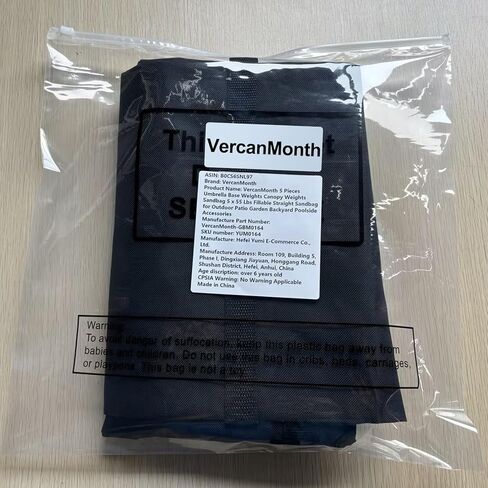 Thi
t
VercanMonth
S
ASIN: B0CS65NL97
Brand: VercanMonth
Product Name: VercanMonth 5 Pieces
Umbrella Base Weights Canopy Weights
Sandbag 5 x 55 Lbs Fillable Straight Sandbag
for Outdoor Patio Garden Backyard Poolside
Accessories
Manufacture Part Number:
VercanMonth-GBM0164
SKU number: YUM0164
Manufacture: Hefei Yumi E-Commerce Co.,
Ltd.
Manufacture Address: Room 109, Building 5,
Phase I, Dingxiang Jiayuan, Honggang Road,
Shushan District, Hefei, Anhui, China
Age discription: over 6 years old
CPSIA Warning: No Warning Applicable
Made in China
Warning:
To avoid danger of suffocation, keep this plastic bag away from
babies and children. Do not use this bag in cribs, beds, carriages,
or playpens. This bag is not a toy.